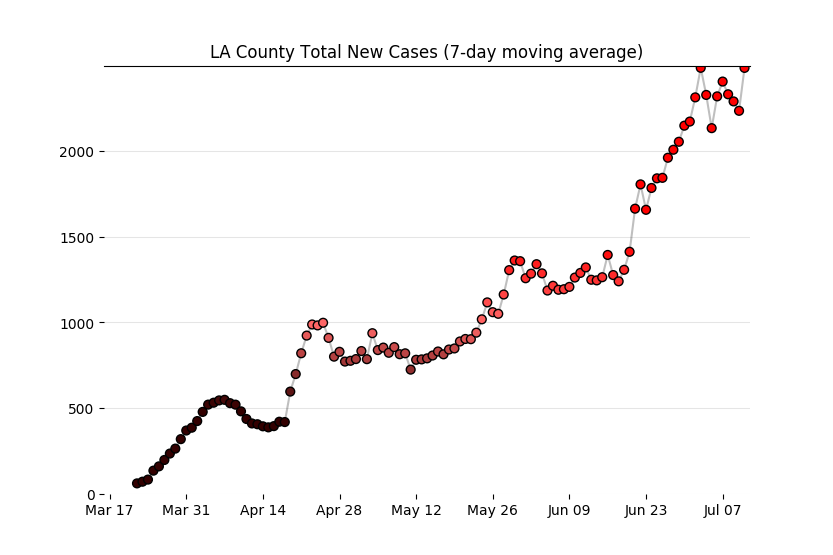 LA County Total New Cases (7-day moving average)
2000
1500
1000
500
0
Mar 17 Mar 31 Apr 14 Apr 28 May 12 May 26 Jun 09 Jun 23 Jul 07